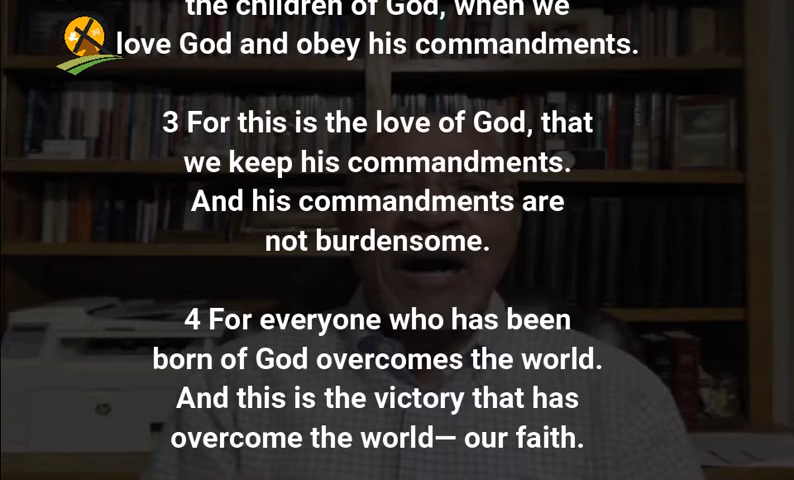 the children of God, when we
love God and obey his commandments.
3 For this is the love of God, that
we keep his commandments.
And his commandments are
not burdensome.
4 For everyone who has been
born of God overcomes the world.
And this is the victory that has
overcome the world— our faith.